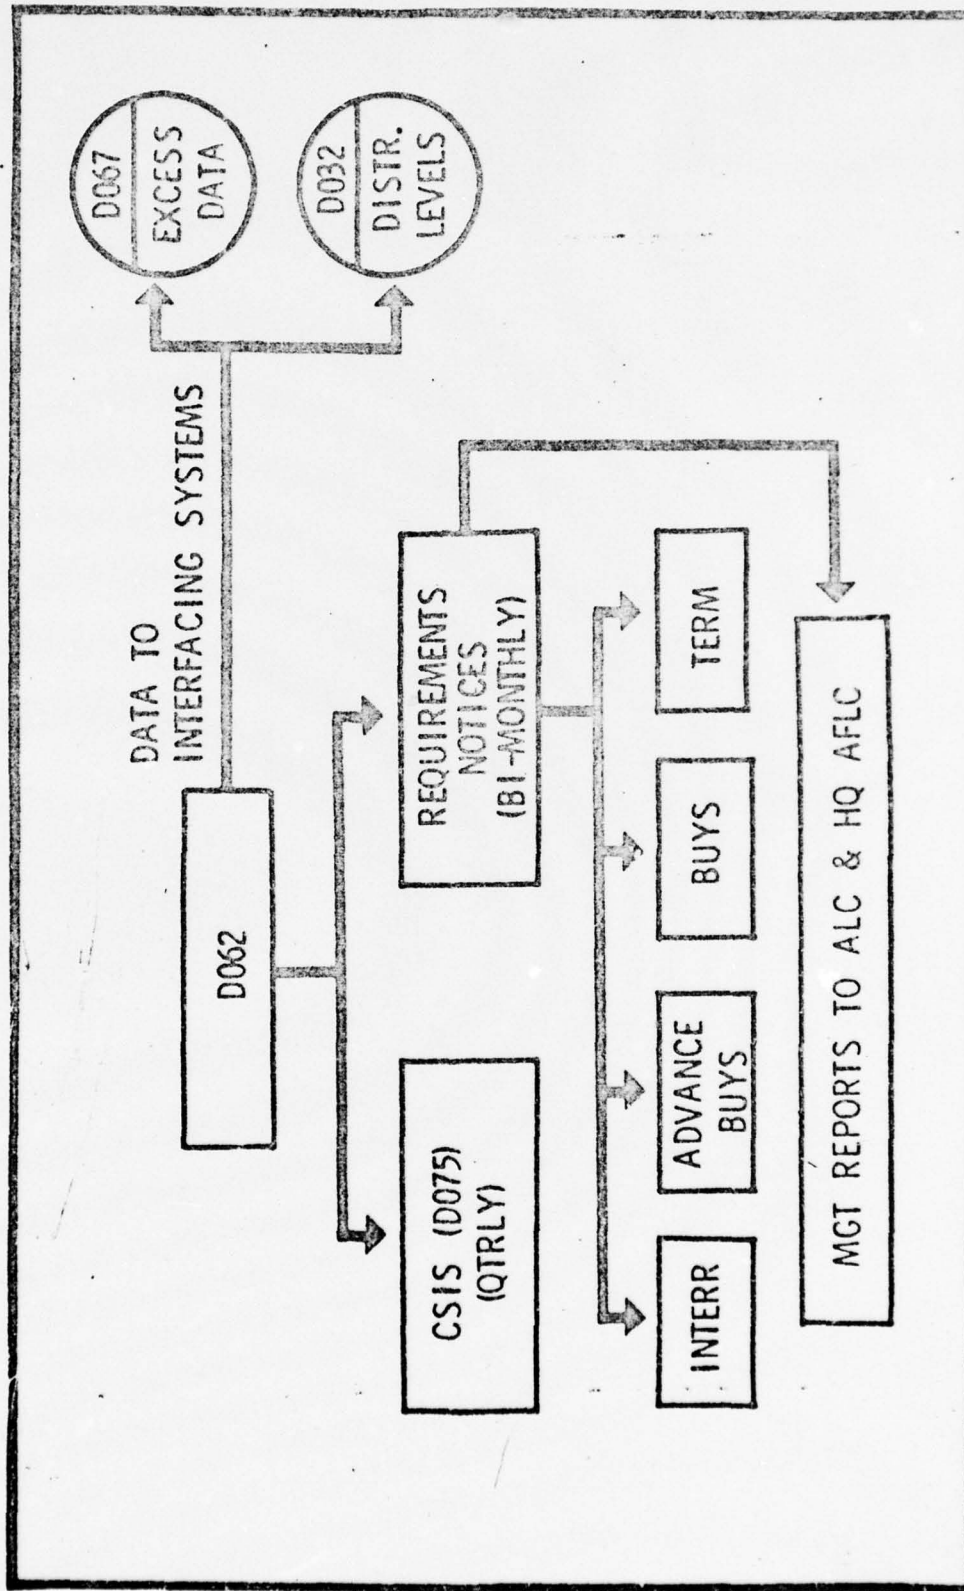 D062
DATA TO
INTERFACING SYSTEMS
D067
EXCESS
DATA
D032
DISTR.
LEVELS
CSIS (D075)
(QTRLY)
REQUIREMENTS
NOTICES
(BI-MONTHLY)
INTERR
ADVANCE
BUYS
BUYS
TERM
MGT REPORTS TO ALC & HQ AFLC